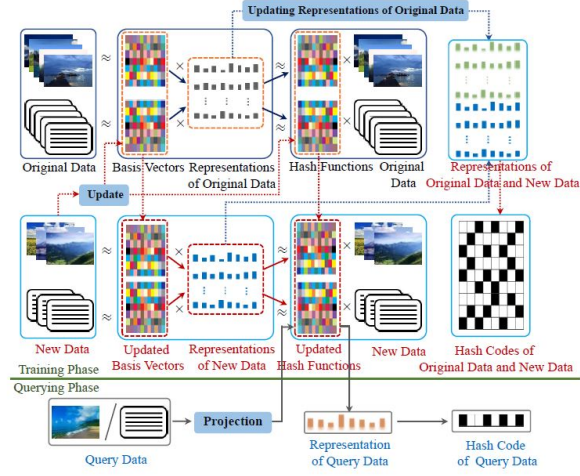 Updating Representations of Original Data
Original Data
Basis Vectors
Representations
of Original Data
Hash Functions
Original
Data
Representations of
Original Data and New Data
Update
New Data
Updated
Basis Vectors
Representations
of New Data
Updated
Hash Functions
New Data
Hash Codes of
Original Data and New Data
Training Phase
Querying Phase
Projection
Query Data
Representation
of Query Data
Hash Code
of Query Data